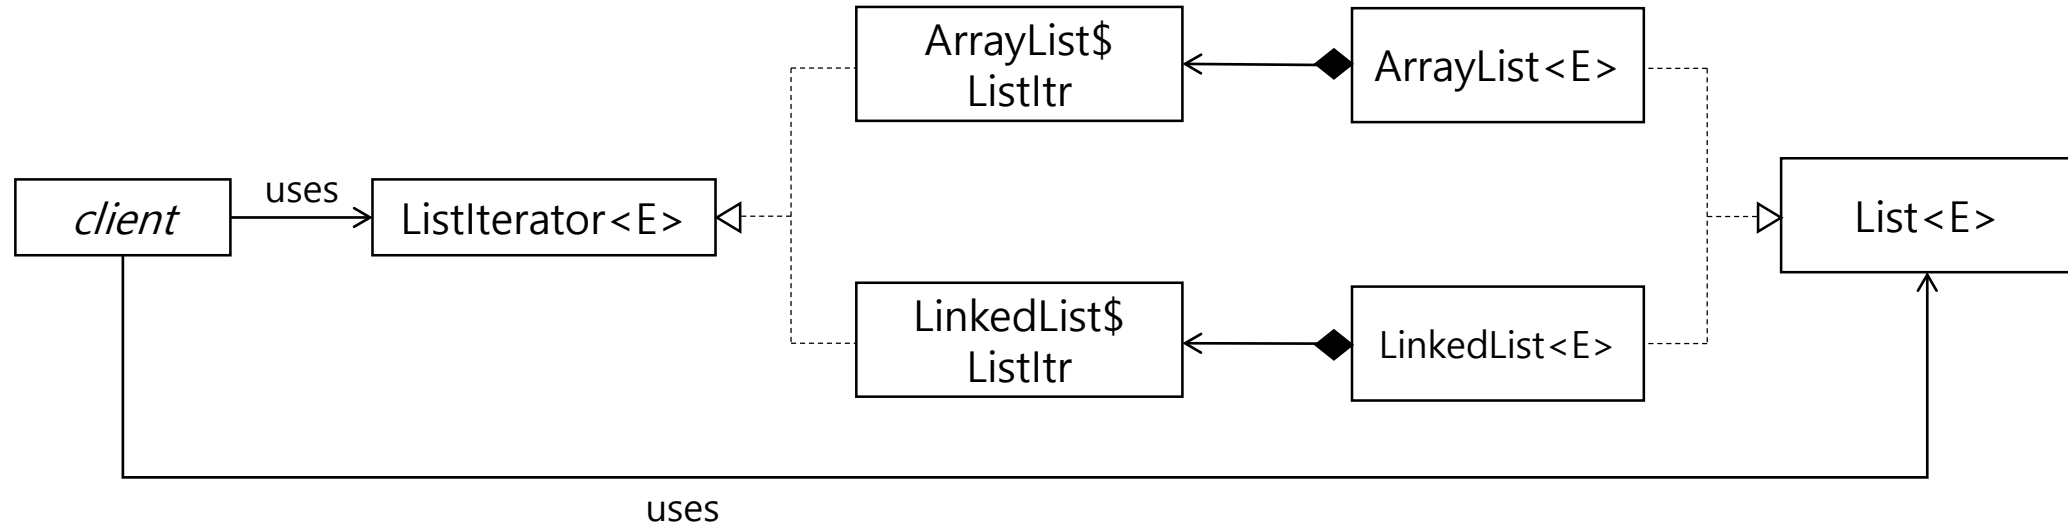 ArrayList$
ListItr
ArrayList<E>
client
uses
ListIterator<E>
List<E>
LinkedList$
ListItr
LinkedList<E>
uses